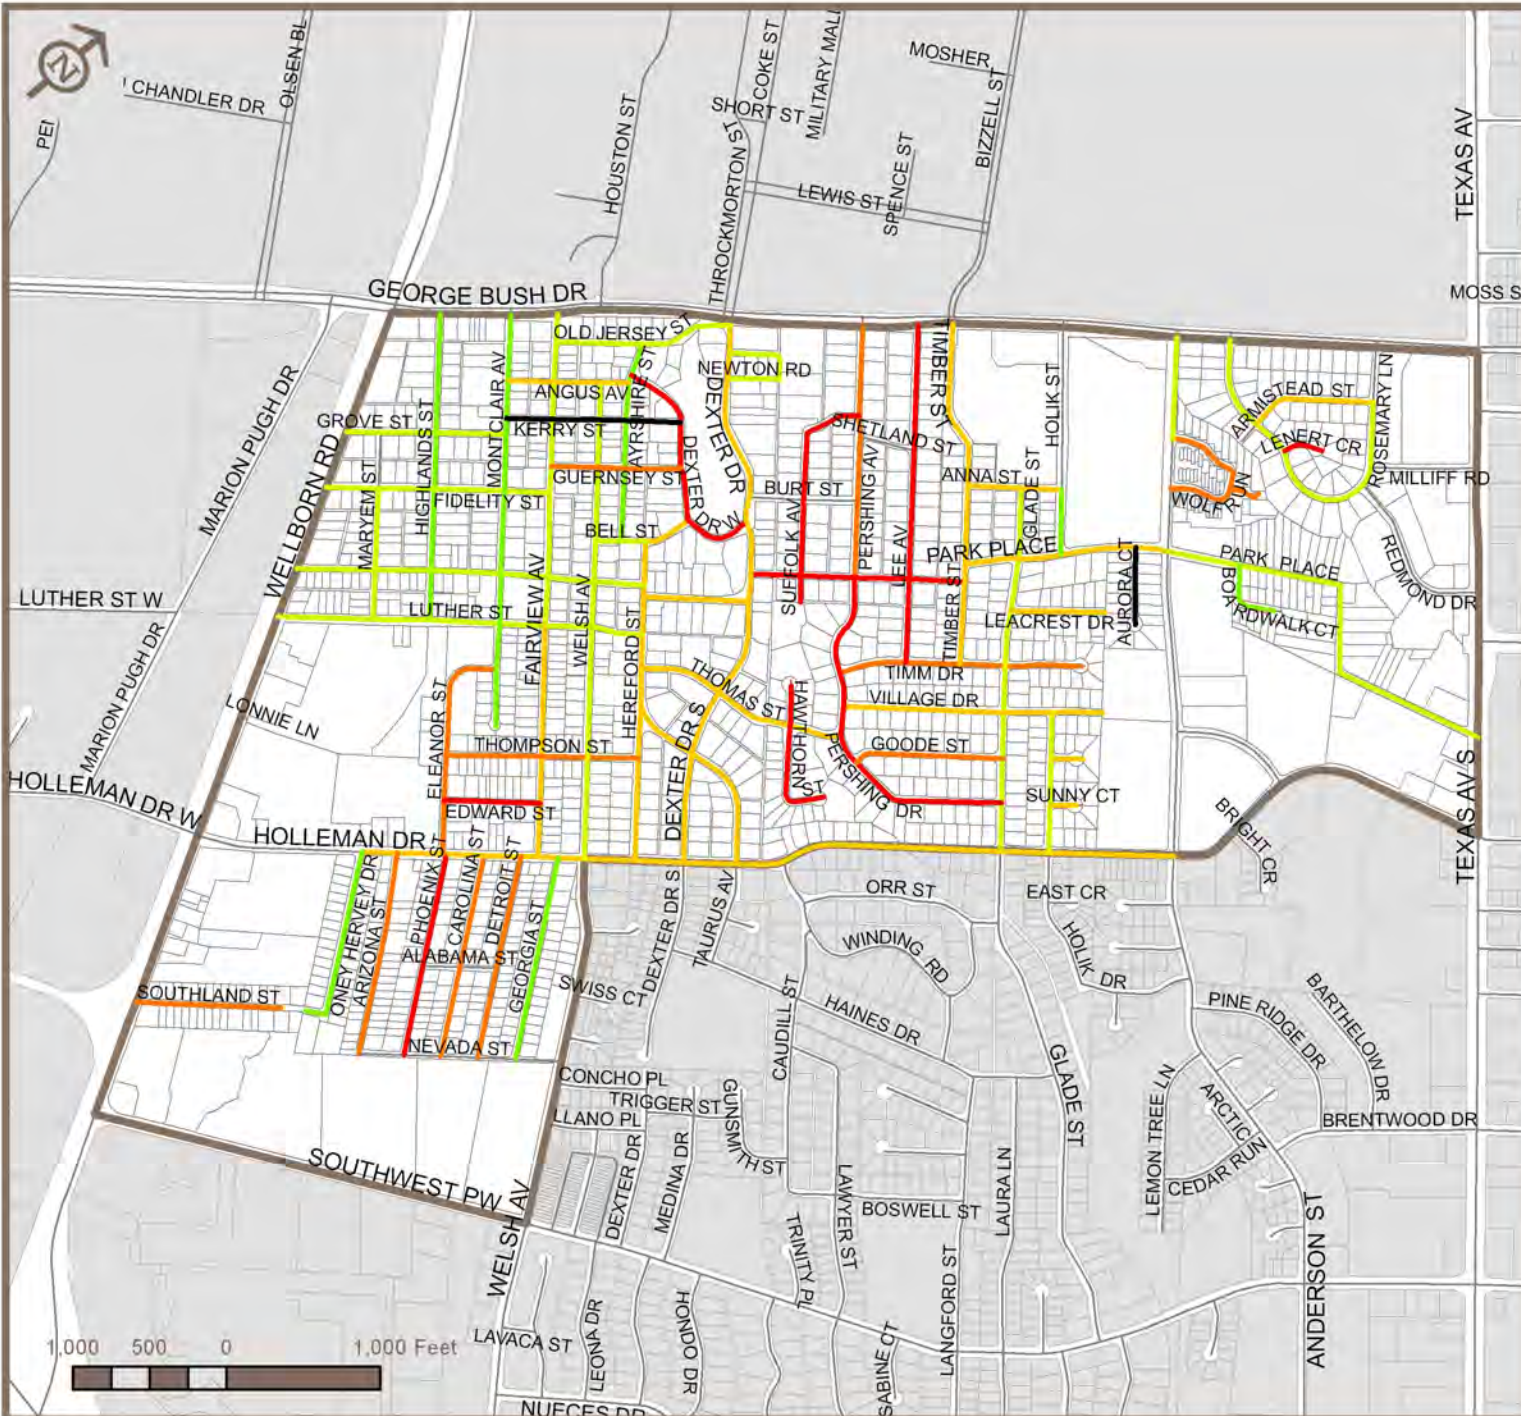 N
PEN
CHANDLER DR
OLSEN BL
HOUSTON ST
THROCKMORTON ST
COKE ST
SHORT ST
MILITARY MALL
MOSHER
BIZZELL ST
SPENCE ST
LEWIS ST
TEXAS AV
MOSS S
GEORGE BUSH DR
MARION PUGH DR
WELLBORN RD
GROVE ST
MARYEM ST
HIGHLANDS ST
MONTCLAIR AV
OLD JERSEY ST
ANGUS AV
AYRSHIRE ST
KERRY ST
GUERNSEY ST
FIDELITY ST
BELL ST
DEXTER DR W
DEXTER DR
NEWTON RD
BURT ST
SUFFOLK AV
PERSHING AV
SHETLAND ST
LEE AV
TIMBER ST
ANNA ST
GLADE ST
HOLIK ST
PARK PLACE
ARMISTEAD ST
LENERT CR
ROSEMARY LN
MILLIFF RD
WOLF RUN
REDMOND DR
PARK PLACE
BOARDWALK CT
AURORA CT
LEACREST DR
TIMBER ST
LUTHER ST W
LUTHER ST
MARION PUGH DR
LONNIE LN
ELEANOR ST
FAIRVIEW AV
WELSH AV
HEREFORD ST
THOMAS ST
DEXTER DR S
THOMPSON ST
EDWARD ST
HAWTHORN ST
TIMM DR
VILLAGE DR
GOODE ST
PERSHING DR
SUNNY CT
BRIGHT CR
TEXAS AV S
HOLLEMAN DR W
HOLLEMAN DR
ONEY HERVEY DR
ARIZONA ST
PHOENIX ST
CAROLINA ST
DETROIT ST
ALABAMA ST
GEORGIA ST
NEVADA ST
SOUTHLAND ST
SWISS CT
DEXTER DR S
TAURUS AV
ORR ST
WINDING RD
EAST CR
HOLIK DR
HAINES DR
CAUDILL ST
GLADE ST
PINE RIDGE DR
BARTHELOW DR
LEMON TREE LN
ARCTIC
CEDAR RUN
BRENTWOOD DR
CONCHO PL
TRIGGER ST
LLANO PL
GUNSMITH ST
DEXTER DR
MEDINA DR
LAWYER ST
BOSWELL ST
LAURA LN
TRINITY PL
LANGFORD ST
ANDERSON ST
SOUTHWEST PW
WELSH AV
LAVACA ST
LEONA DR
HONDO DR
SABINE CT
NUECES DR
1,000 500 0 1,000 Feet